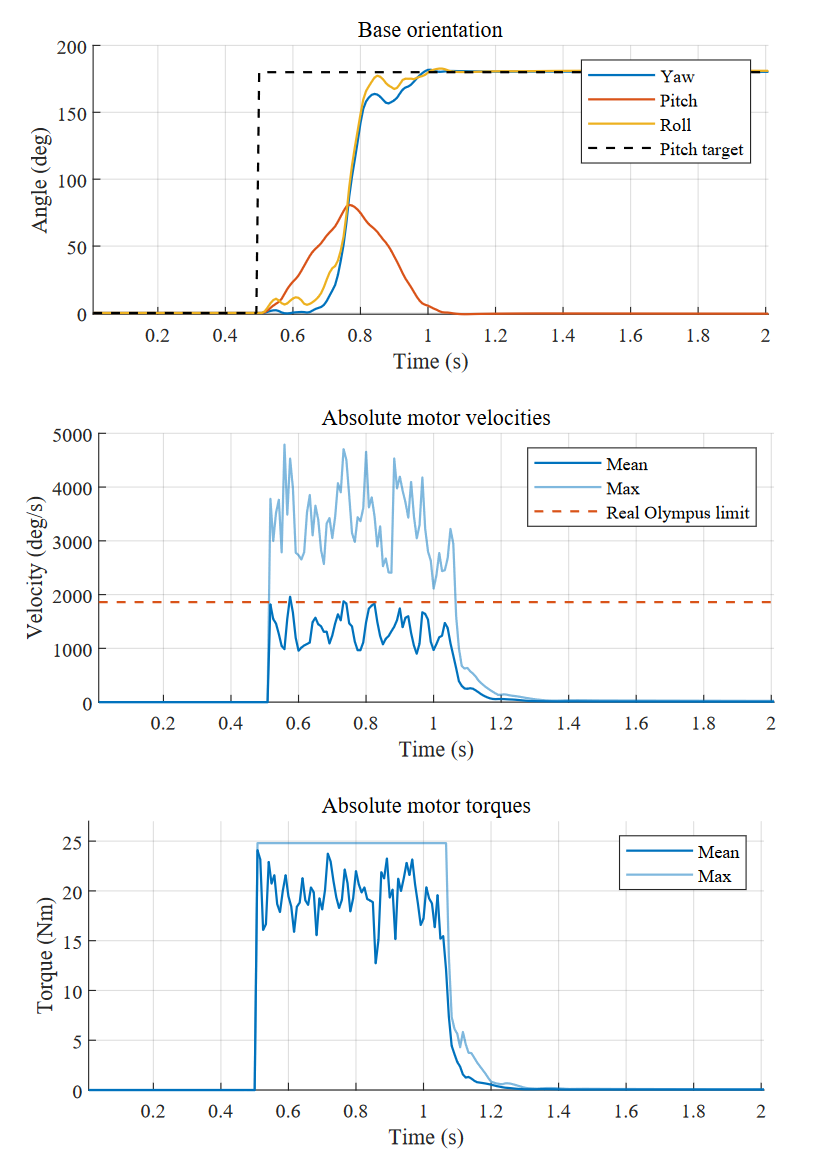 Base orientation
200
150
100
50
0
Angle (deg)
Yaw
Pitch
Roll
Pitch target
0.2 0.4 0.6 0.8 1 1.2 1.4 1.6 1.8 2
Time (s)
Absolute motor velocities
5000
4000
3000
2000
1000
0
Velocity (deg/s)
Mean
Max
Real Olympus limit
0.2 0.4 0.6 0.8 1 1.2 1.4 1.6 1.8 2
Time (s)
Absolute motor torques
25
20
15
10
5
0
Torque (Nm)
Mean
Max
0.2 0.4 0.6 0.8 1 1.2 1.4 1.6 1.8 2
Time (s)